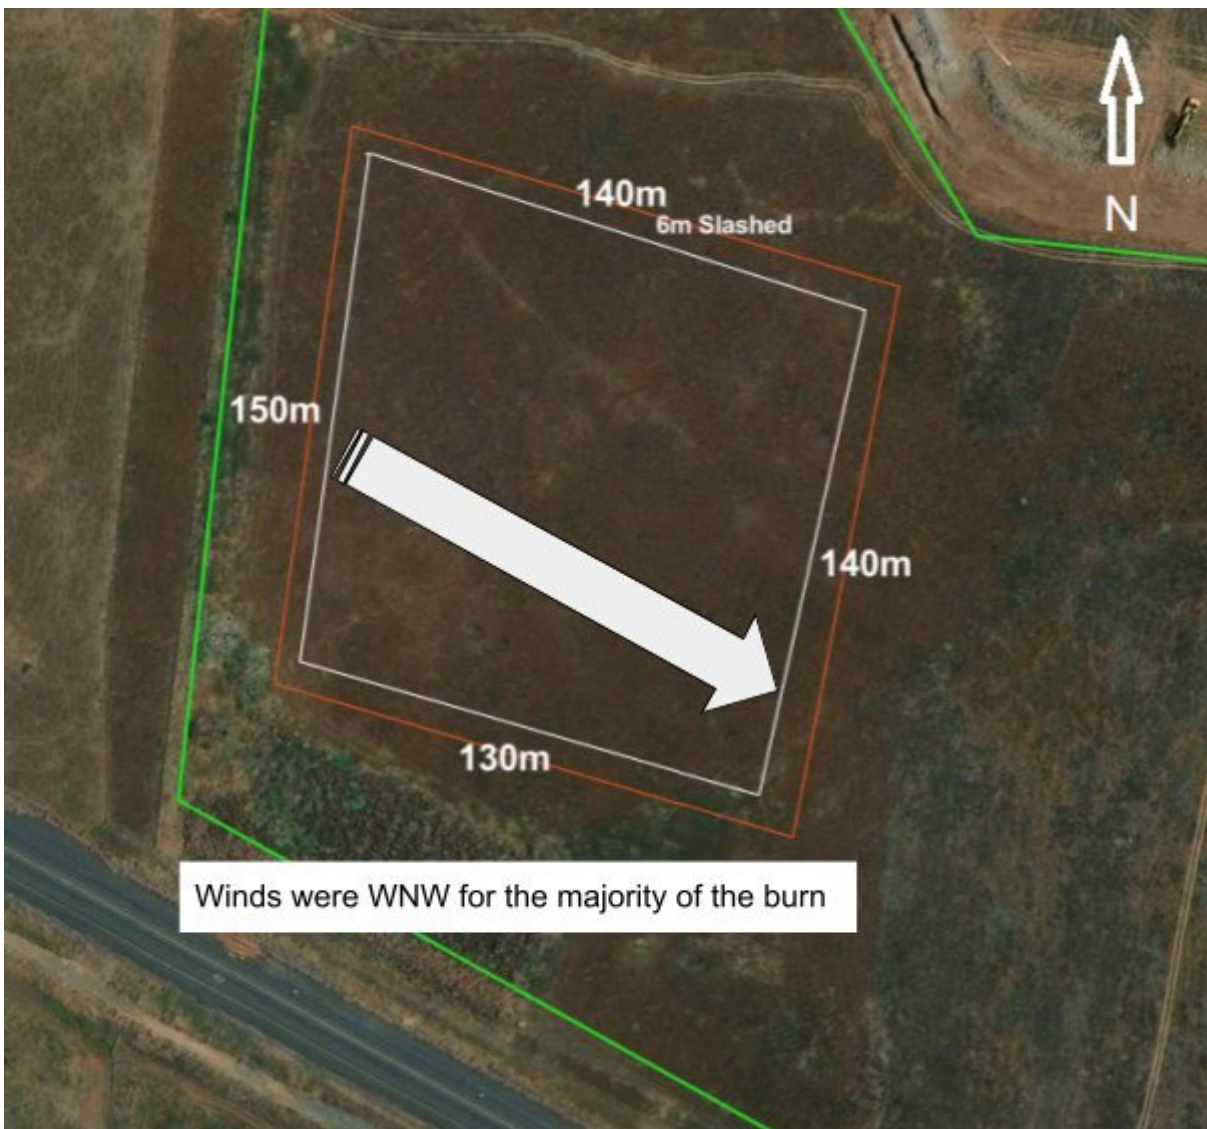 N
140m
6m Slashed
150m
140m
130m
Winds were WNW for the majority of the burn